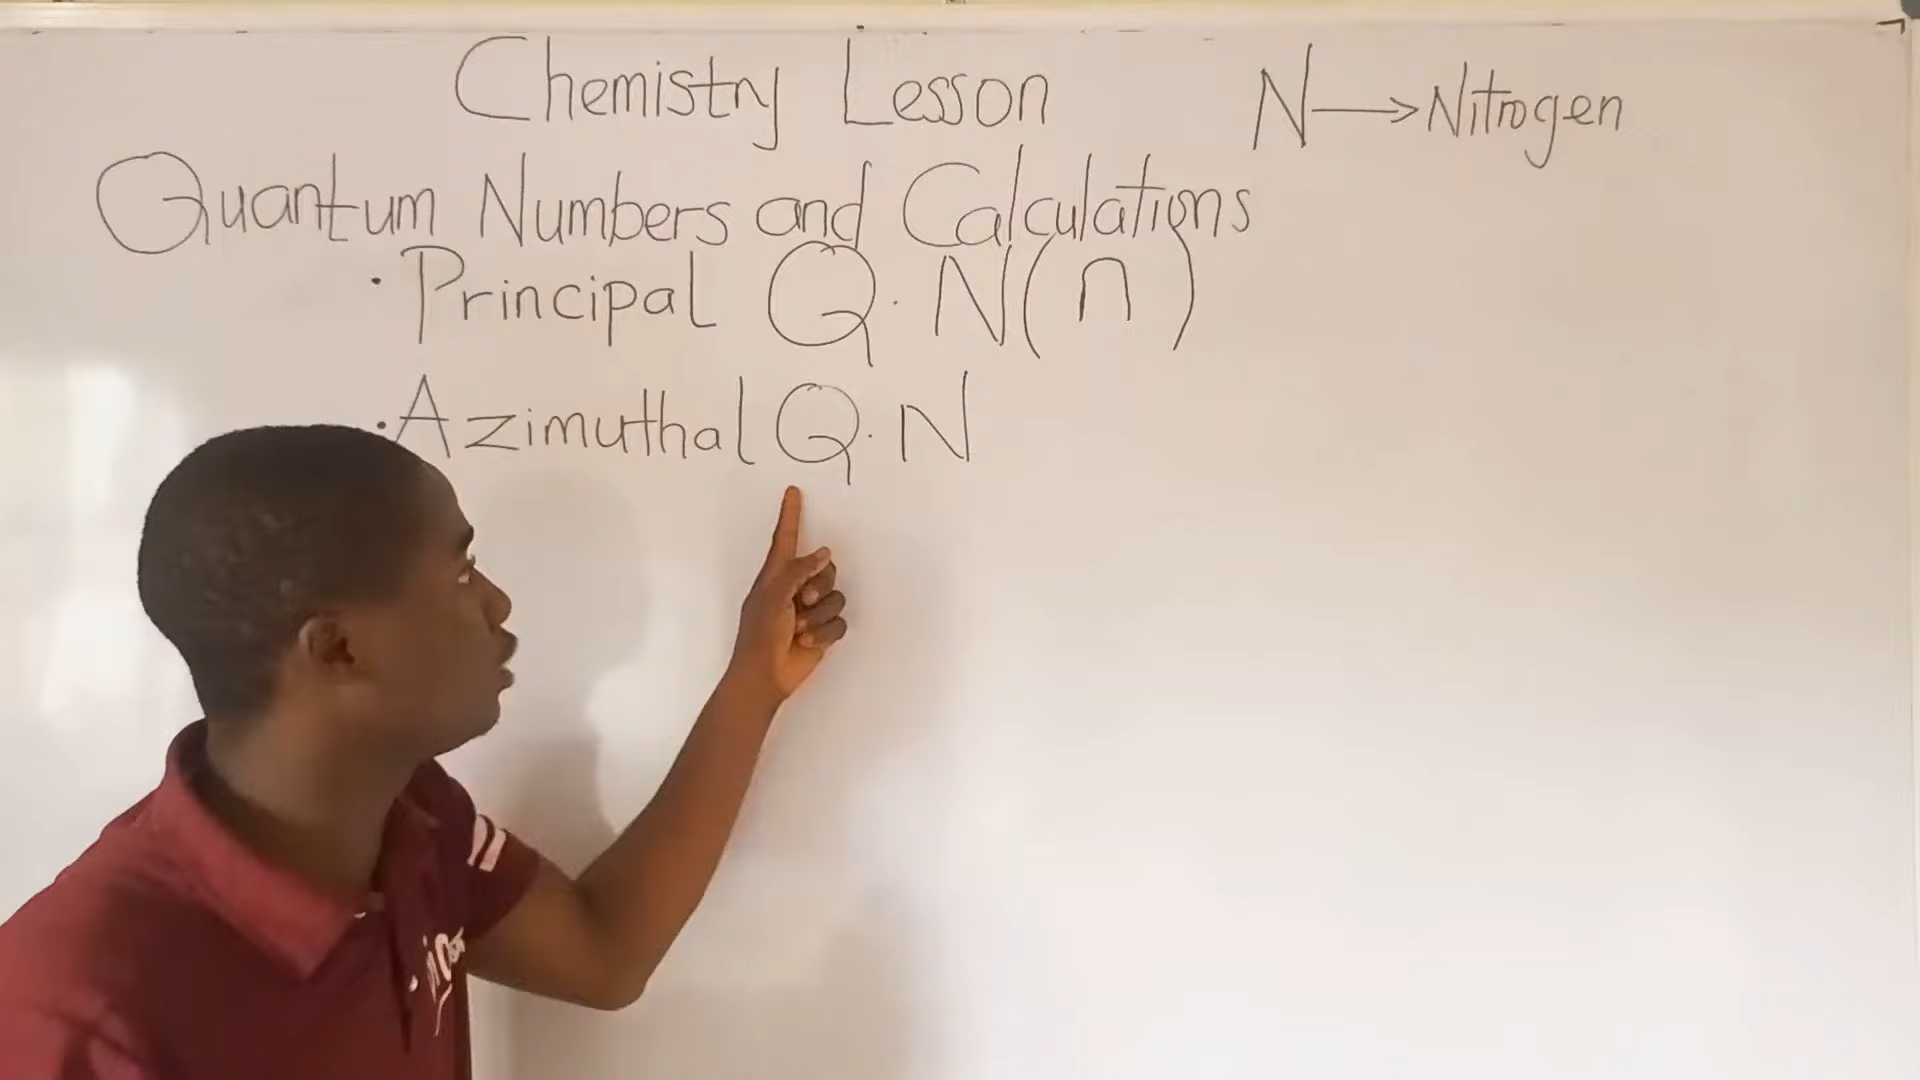 Chemistry Lesson
N→Nitrogen
Quantum Numbers and Calculations
·Principal Q.N(n)
·Azimuthal Q.N